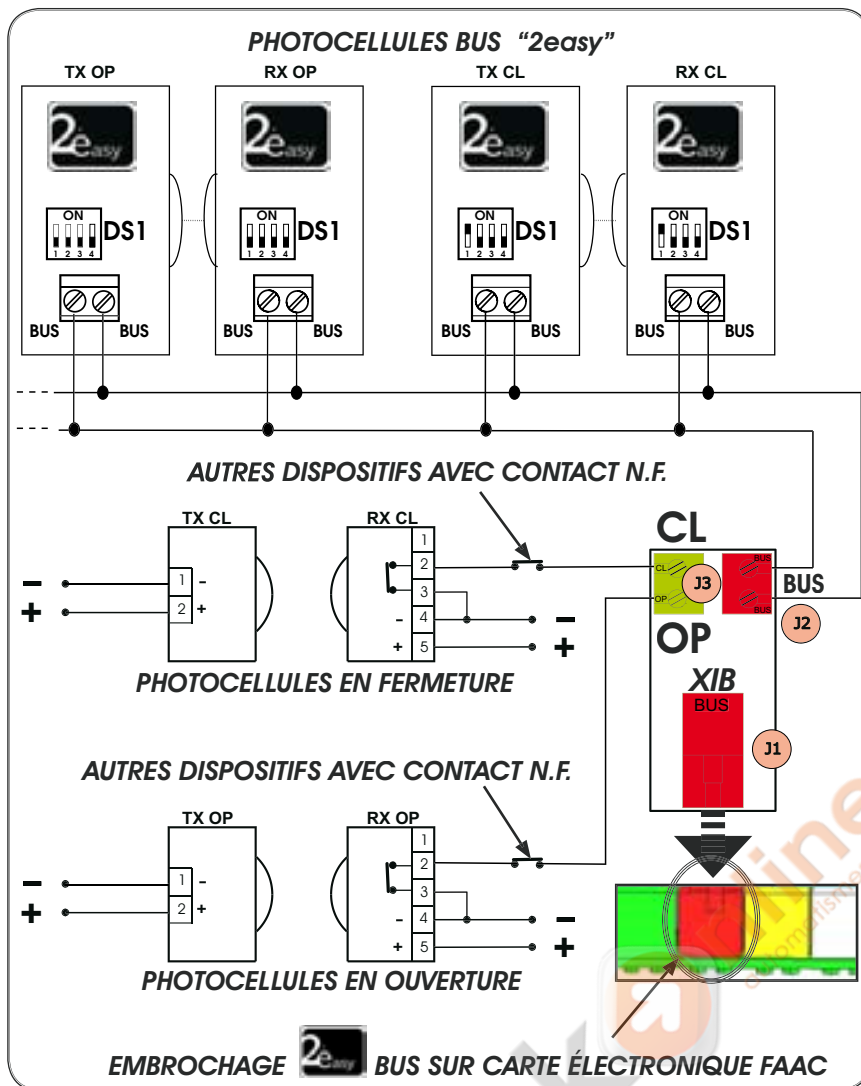 PHOTOCELLULES BUS “2easy”
TX OP RX OP TX CL RX CL
2easy 2easy 2easy 2easy
ON ON ON ON
DS1 DS1 DS1 DS1
1 2 3 4 1 2 3 4 1 2 3 4 1 2 3 4
BUS BUS BUS BUS BUS BUS BUS BUS
AUTRES DISPOSITIFS AVEC CONTACT N.F.
TX CL RX CL
CL
1
2
3
- 4 -
+ 5 +
- 1 -
+ 2 +
CL J3 BUS
BUS
OP BUS
J2
OP
PHOTOCELLULES EN FERMETURE
XIB
BUS
J1
AUTRES DISPOSITIFS AVEC CONTACT N.F.
TX OP RX OP
1
2
3
- 4 -
+ 5 +
- 1 -
+ 2 +
PHOTOCELLULES EN OUVERTURE
EMBROCHAGE 2easy BUS SUR CARTE ÉLECTRONIQUE FAAC